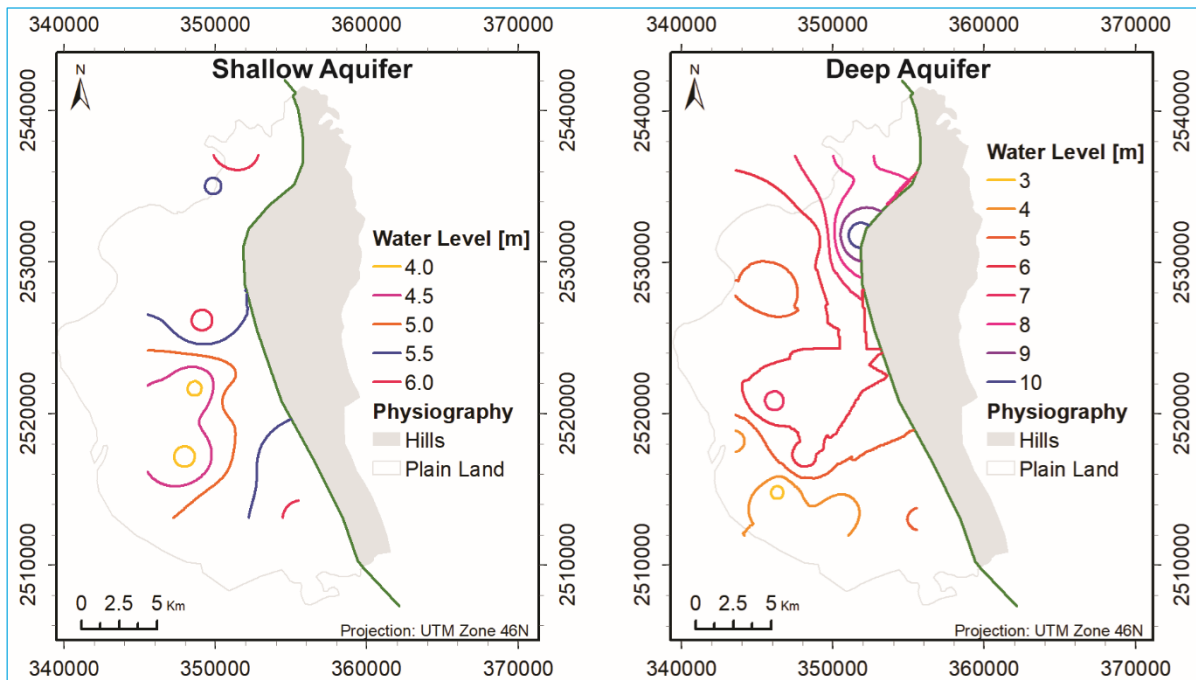 340000 350000 360000 370000
Shallow Aquifer
N
2540000
2530000
2520000
2510000
Water Level [m]
4.0
4.5
5.0
5.5
6.0
Physiography
Hills
Plain Land
0 2.5 5 Km
Projection: UTM Zone 46N
340000 350000 360000 370000
2540000
2530000
2520000
2510000
340000 350000 360000 370000
Deep Aquifer
N
2540000
2530000
2520000
2510000
Water Level [m]
3
4
5
6
7
8
9
10
Physiography
Hills
Plain Land
0 2.5 5 Km
Projection: UTM Zone 46N
340000 350000 360000 370000
2540000
2530000
2520000
2510000